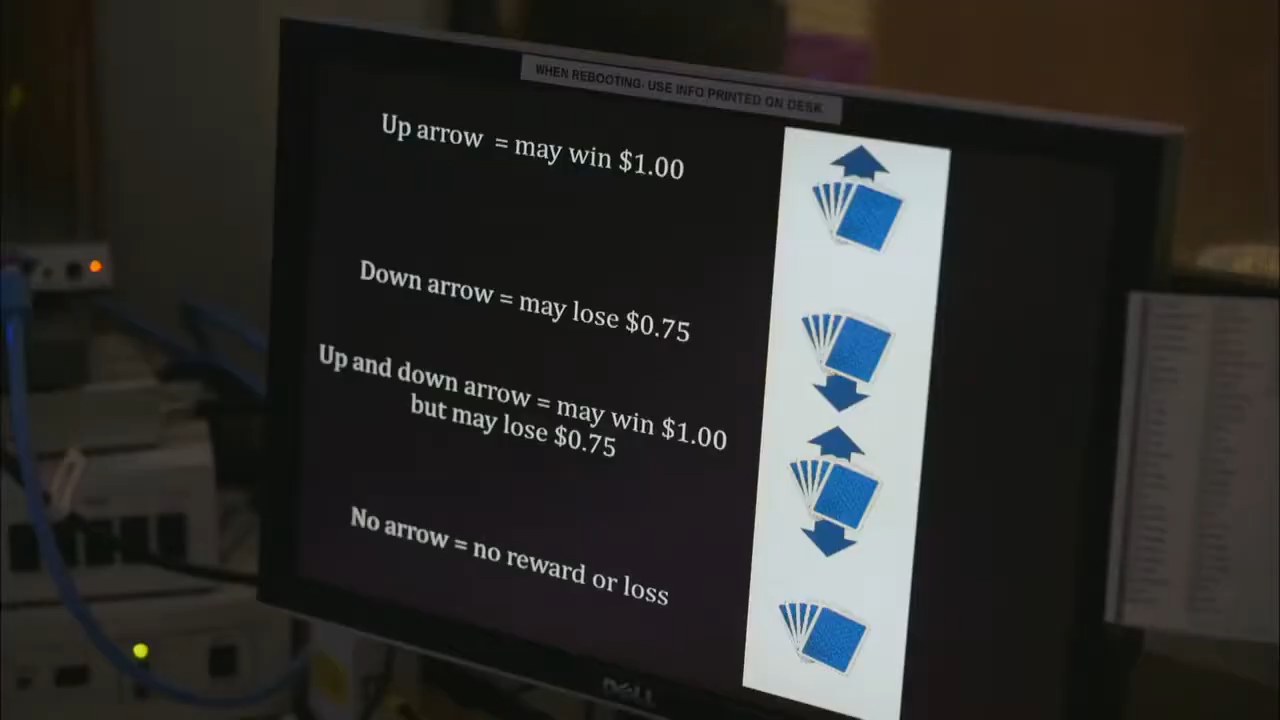 WHEN REBOOTING- USE INFO PRINTED ON DESK
Up arrow = may win $1.00
Down arrow = may lose $0.75
Up and down arrow = may win $1.00
but may lose $0.75
No arrow = no reward or loss
DELL